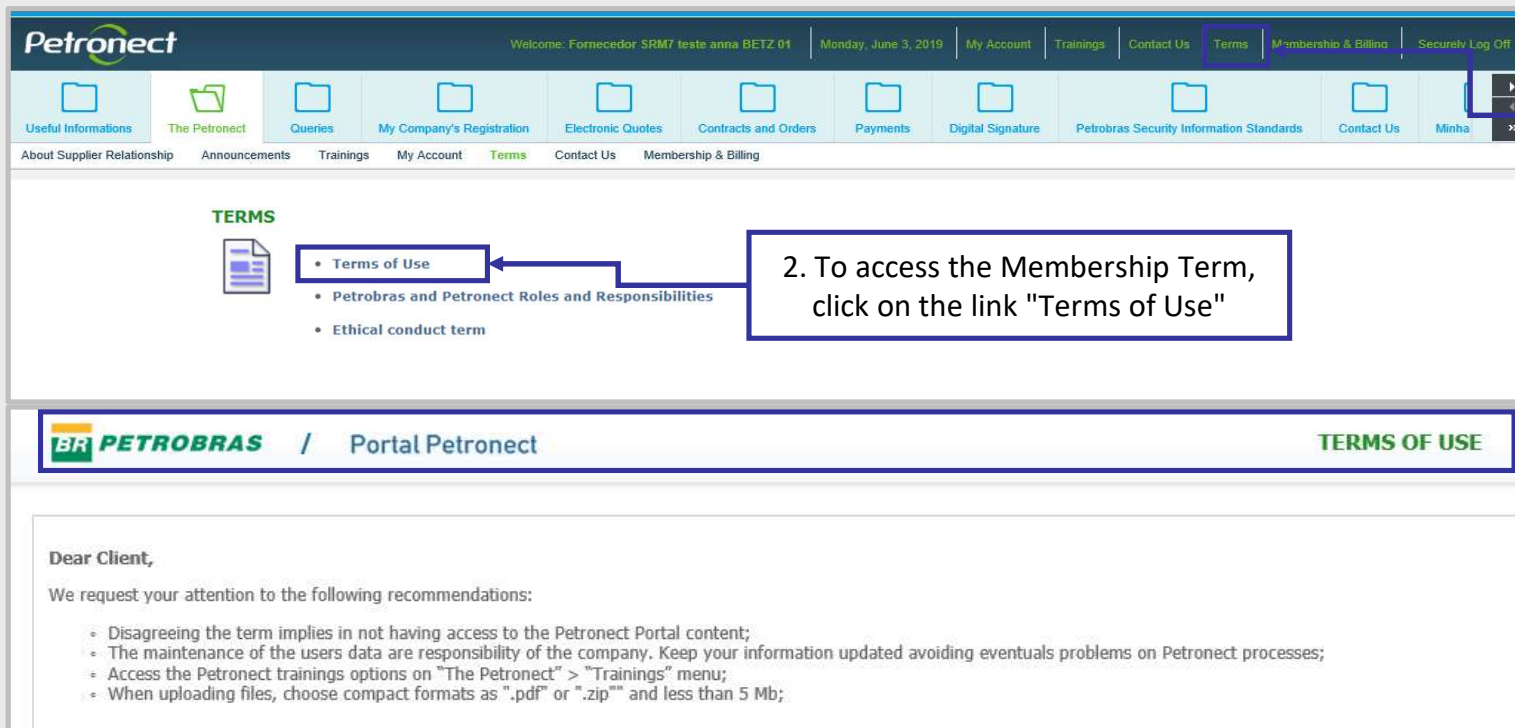 Petronect
Welcome: Fornecedor SRM7 teste anna BETZ 01 Monday, June 3, 2019 My Account Trainings Contact Us Terms Membership & Billing Securely Log Off
Useful Informations The Petronect Queries My Company's Registration Electronic Quotes Contracts and Orders Payments Digital Signature Petrobras Security Information Standards Contact Us Minha
About Supplier Relationship Announcements Trainings My Account Terms Contact Us Membership & Billing
TERMS
• Terms of Use
• Petrobras and Petronect Roles and Responsibilities
• Ethical conduct term
2. To access the Membership Term,
click on the link "Terms of Use"
BR PETROBRAS / Portal Petronect TERMS OF USE
Dear Client,
We request your attention to the following recommendations:
◦ Disagreeing the term implies in not having access to the Petronect Portal content;
◦ The maintenance of the users data are responsibility of the company. Keep your information updated avoiding eventuals problems on Petronect processes;
◦ Access the Petronect trainings options on "The Petronect" > "Trainings" menu;
◦ When uploading files, choose compact formats as ".pdf" or ".zip"" and less than 5 Mb;